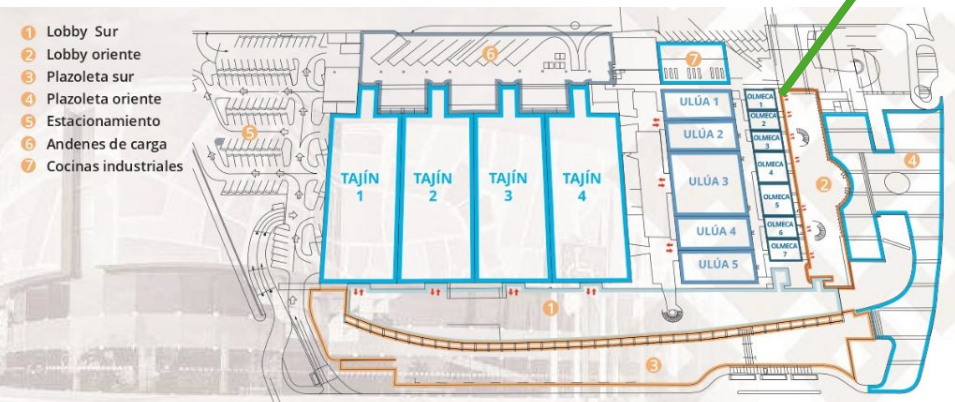 1 Lobby Sur
2 Lobby oriente
3 Plazoleta sur
4 Plazoleta oriente
5 Estacionamiento
6 Andenes de carga
7 Cocinas industriales
6
7
5
4
2
1
3
TAJÍN
1
TAJÍN
2
TAJÍN
3
TAJÍN
4
ULÚA 1
ULÚA 2
ULÚA 3
ULÚA 4
ULÚA 5
OLMECA
1
OLMECA
2
OLMECA
3
OLMECA
4
OLMECA
5
OLMECA
6
OLMECA
7